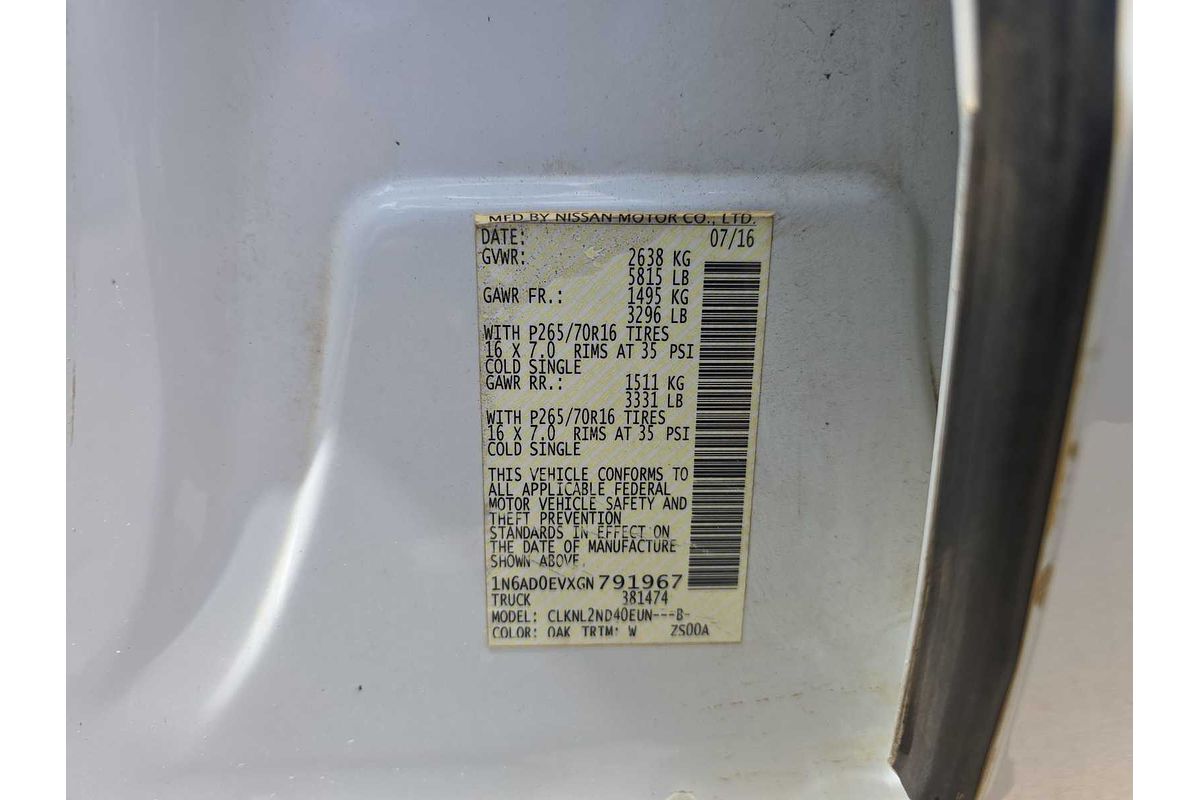 MFD BY NISSAN MOTOR CO., LTD.
DATE: 07/16
GVWR: 2638 KG
5815 LB
GAWR FR.: 1495 KG
3296 LB
WITH P265/70R16 TIRES
16 X 7.0 RIMS AT 35 PSI
COLD SINGLE
GAWR RR.: 1511 KG
3331 LB
WITH P265/70R16 TIRES
16 X 7.0 RIMS AT 35 PSI
COLD SINGLE
THIS VEHICLE CONFORMS TO
ALL APPLICABLE FEDERAL
MOTOR VEHICLE SAFETY AND
THEFT PREVENTION
STANDARDS IN EFFECT ON
THE DATE OF MANUFACTURE
SHOWN ABOVE.
1N6AD0EVXGN791967
TRUCK 381474
MODEL: CLKNL2ND40EUN---B-
COLOR: QAK TRIM: W ZS00A